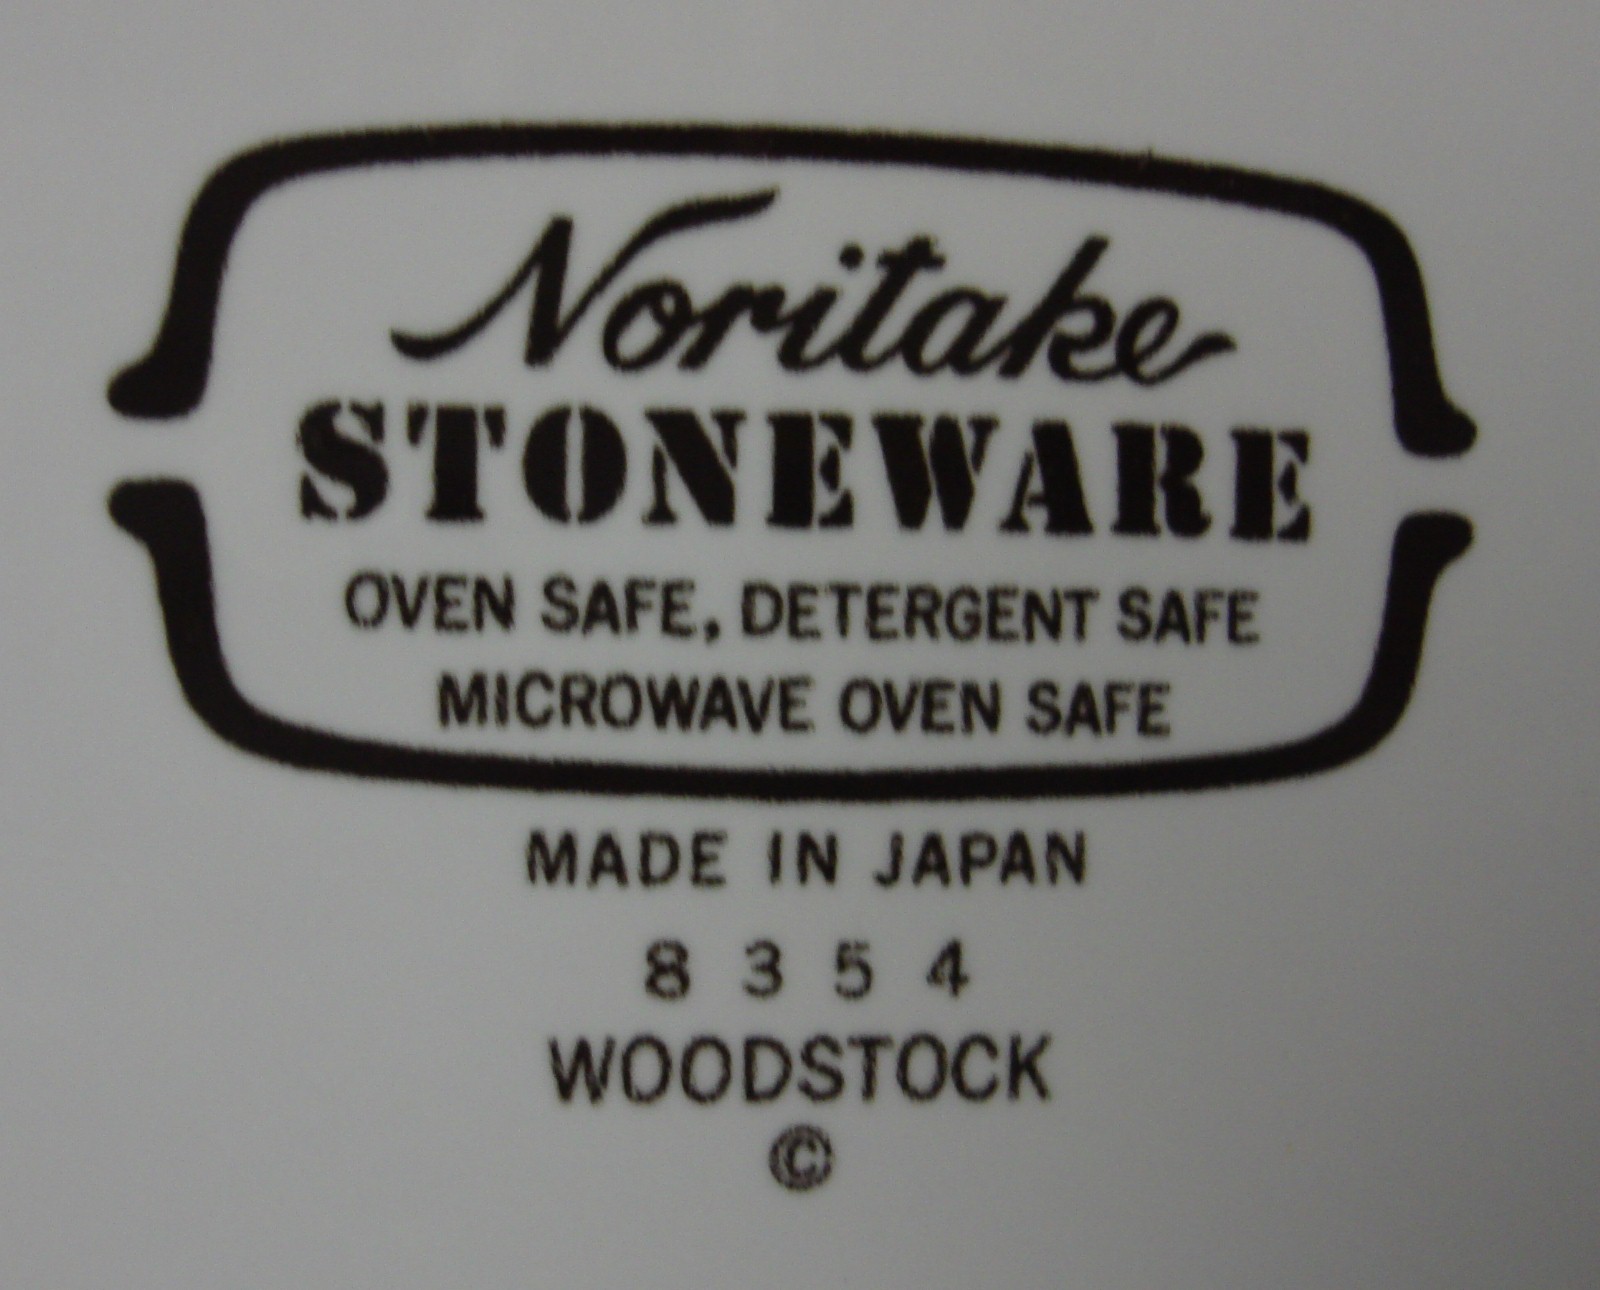 Noritake
STONEWARE
OVEN SAFE, DETERGENT SAFE
MICROWAVE OVEN SAFE
MADE IN JAPAN
8 3 5 4
WOODSTOCK
©